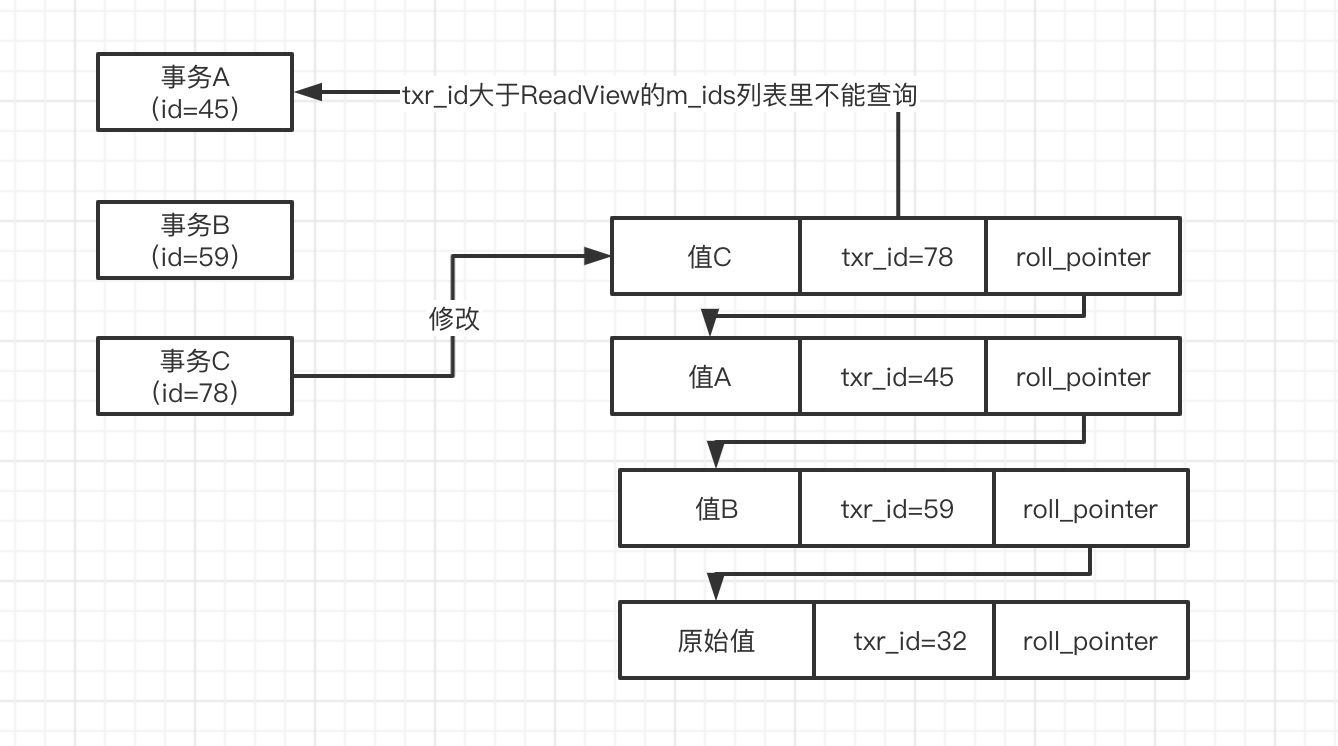 事务A
（id=45）
txr_id大于ReadView的m_ids列表里不能查询
事务B
（id=59）
值C
txr_id=78
roll_pointer
修改
事务C
（id=78）
值A
txr_id=45
roll_pointer
值B
txr_id=59
roll_pointer
原始值
txr_id=32
roll_pointer